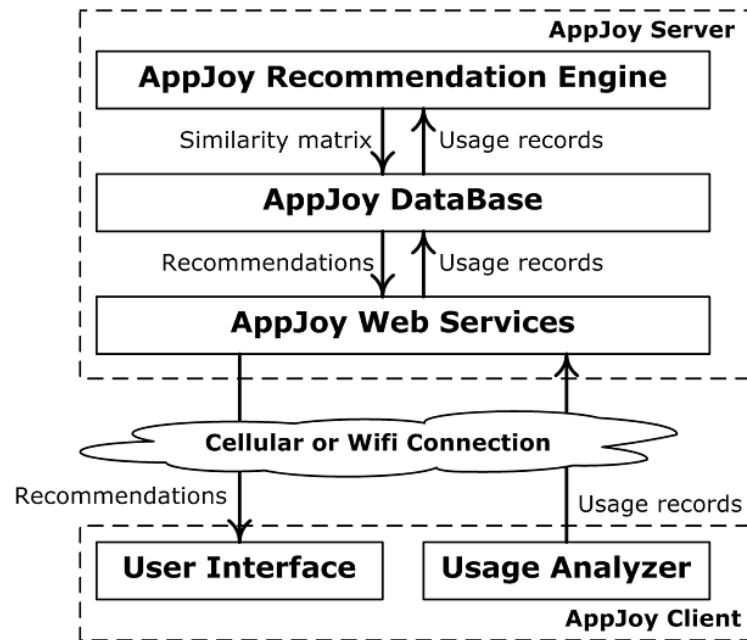 AppJoy Server
AppJoy Recommendation Engine
Similarity matrix
Usage records
AppJoy DataBase
Recommendations
Usage records
AppJoy Web Services
Cellular or Wifi Connection
Recommendations
Usage records
User Interface
Usage Analyzer
AppJoy Client